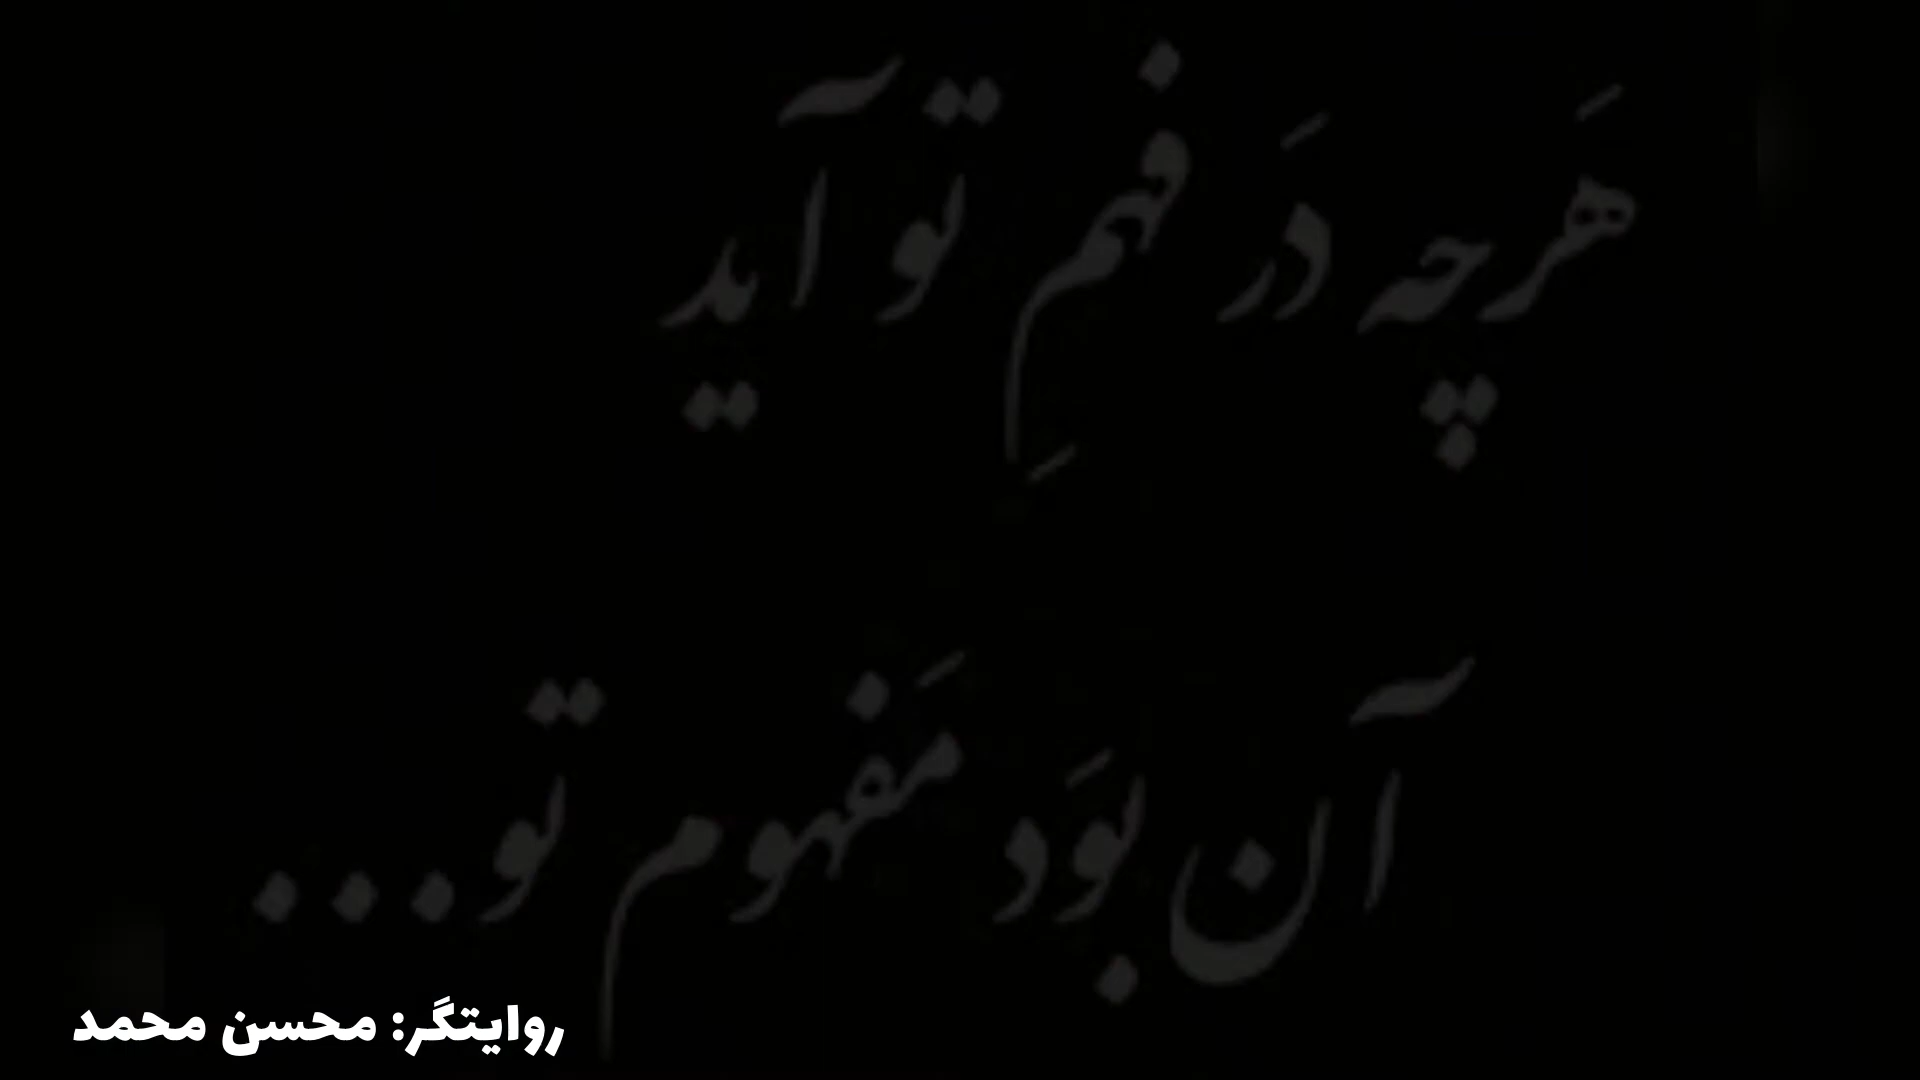 هَرچه دَر فهمِ تو آید
آن بوَد مَفهوم تو...
روایتگر: محسن محمد